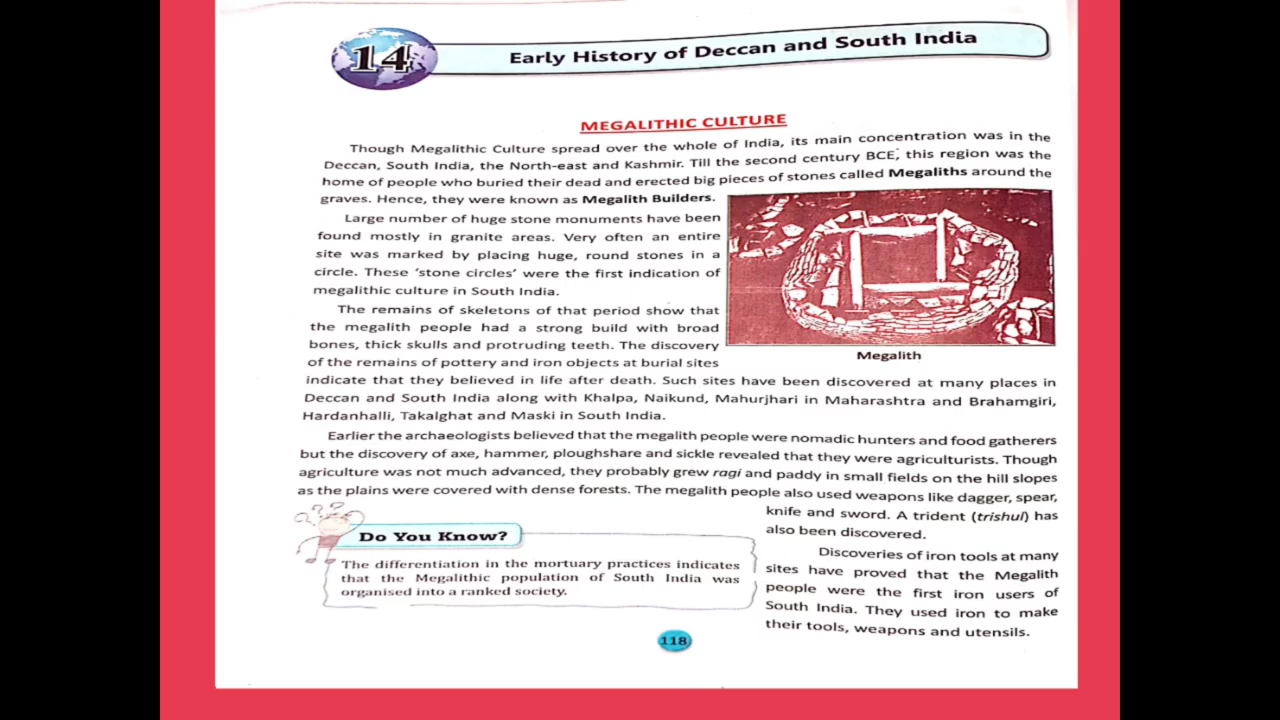 14
Early History of Deccan and South India
MEGALITHIC CULTURE
Though Megalithic Culture spread over the whole of India, its main concentration was in the
Deccan, South India, the North-east and Kashmir. Till the second century BCE, this region was the
home of people who buried their dead and erected big pieces of stones called Megaliths around the
graves. Hence, they were known as Megalith Builders.
Large number of huge stone monuments have been
found mostly in granite areas. Very often an entire
site was marked by placing huge, round stones in a
circle. These 'stone circles' were the first indication of
megalithic culture in South India.
The remains of skeletons of that period show that
the megalith people had a strong build with broad
bones, thick skulls and protruding teeth. The discovery
of the remains of pottery and iron objects at burial sites
Megalith
indicate that they believed in life after death. Such sites have been discovered at many places in
Deccan and South India along with Khalpa, Naikund, Mahurjhari in Maharashtra and Brahamgiri,
Hardanhalli, Takalghat and Maski in South India.
Earlier the archaeologists believed that the megalith people were nomadic hunters and food gatherers
but the discovery of axe, hammer, ploughshare and sickle revealed that they were agriculturists. Though
agriculture was not much advanced, they probably grew ragi and paddy in small fields on the hill slopes
as the plains were covered with dense forests. The megalith people also used weapons like dagger, spear,
knife and sword. A trident (trishul) has
also been discovered.
Discoveries of iron tools at many
sites have proved that the Megalith
people were the first iron users of
South India. They used iron to make
their tools, weapons and utensils.
???
Do You Know?
The differentiation in the mortuary practices indicates
that the Megalithic population of South India was
organised into a ranked society.
118